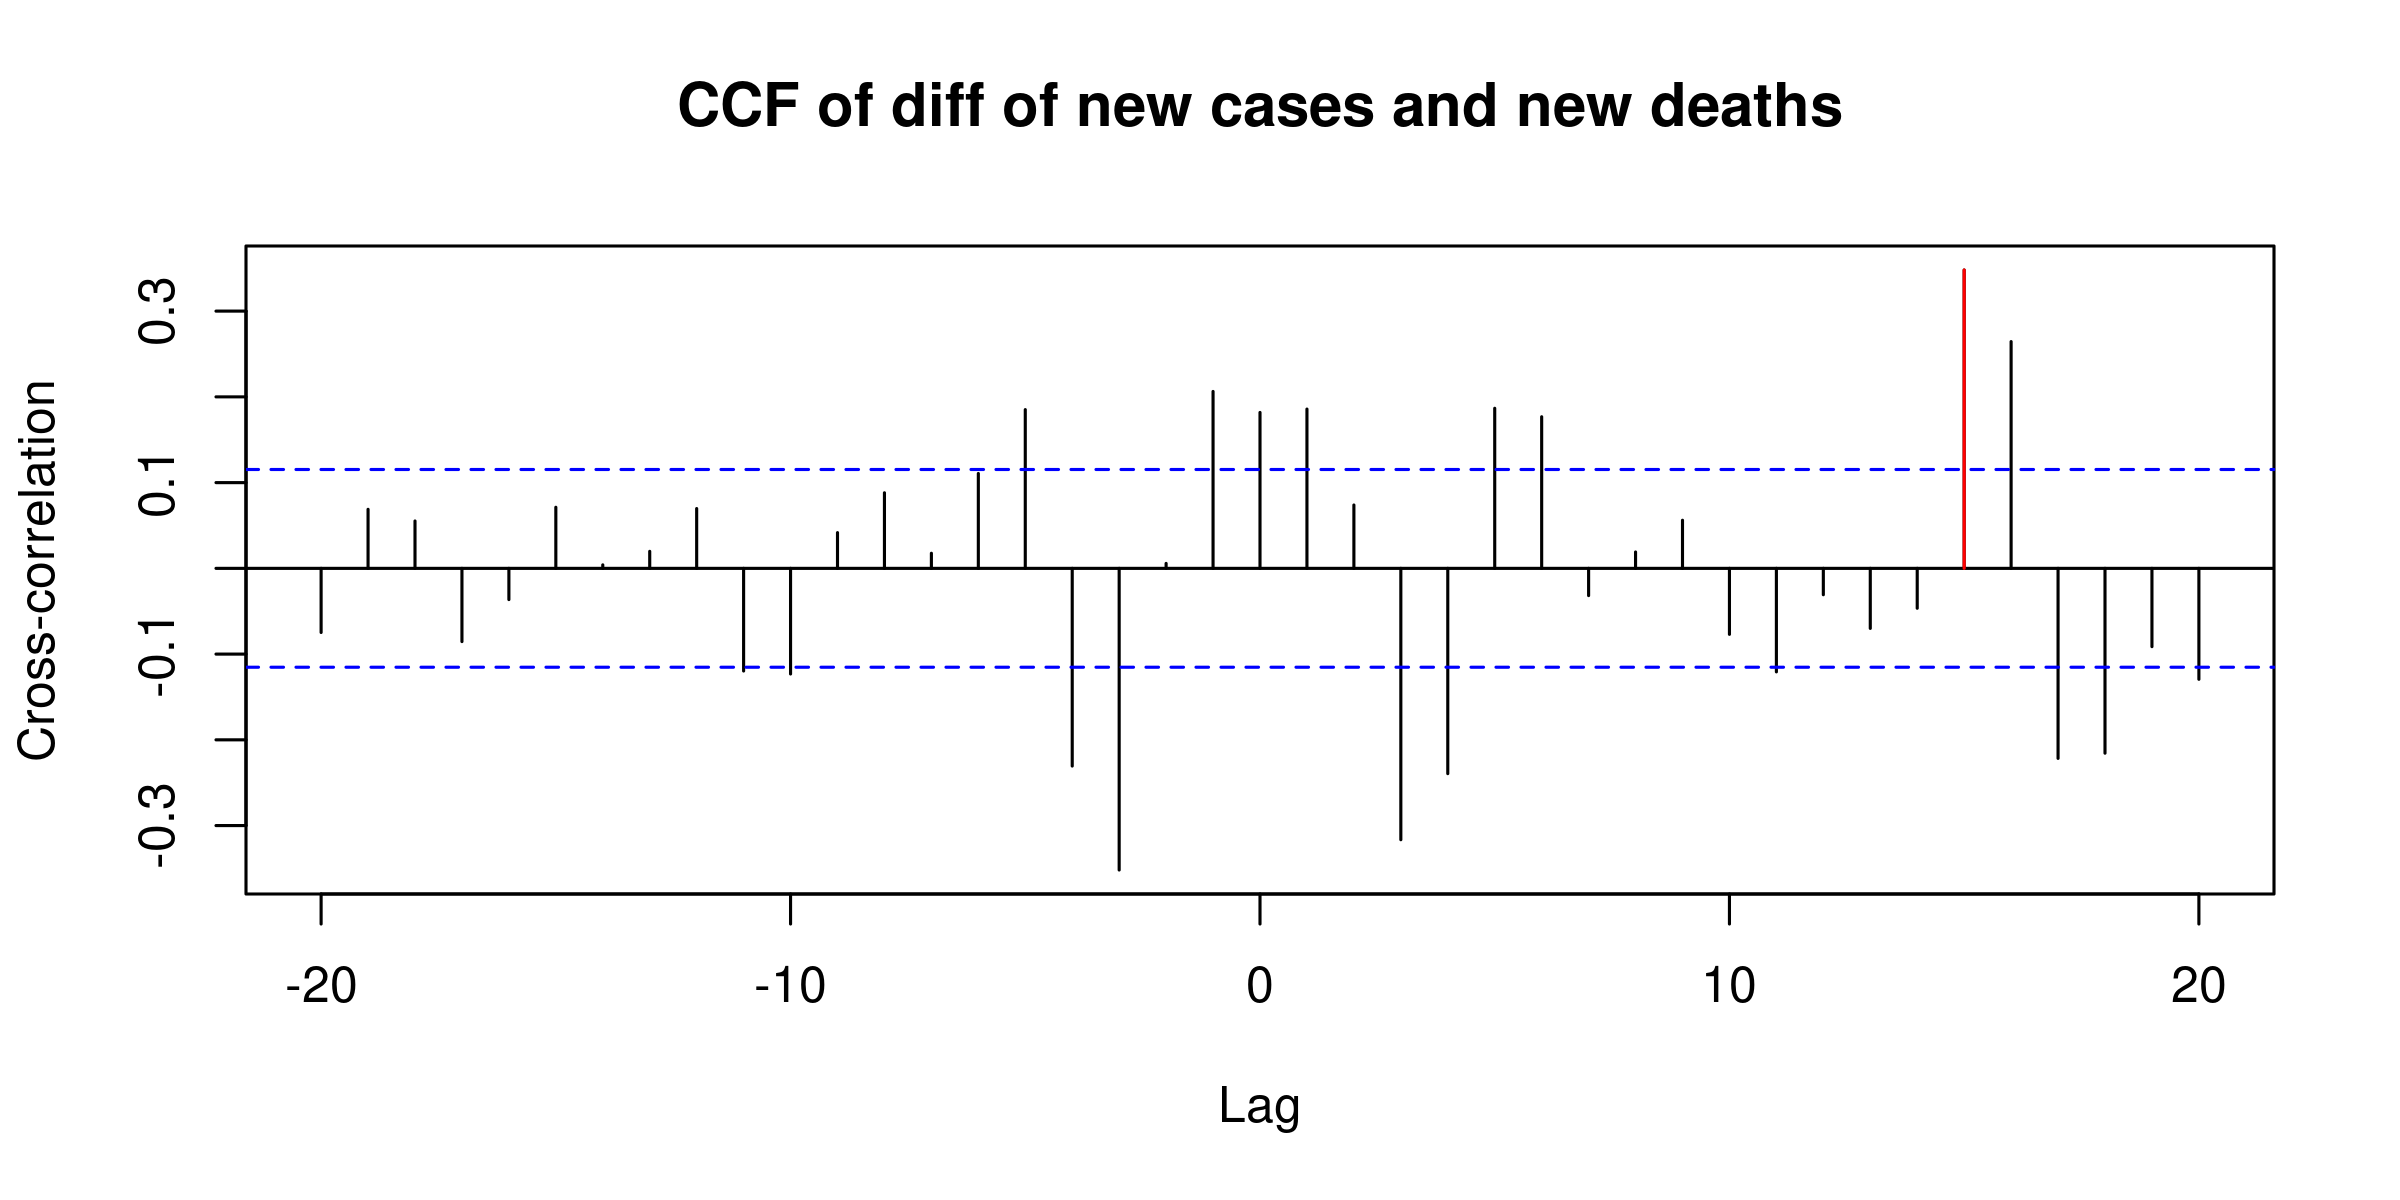 CCF of diff of new cases and new deaths
Cross-correlation
0.3
0.1
-0.1
-0.3
-20 -10 0 10 20
Lag